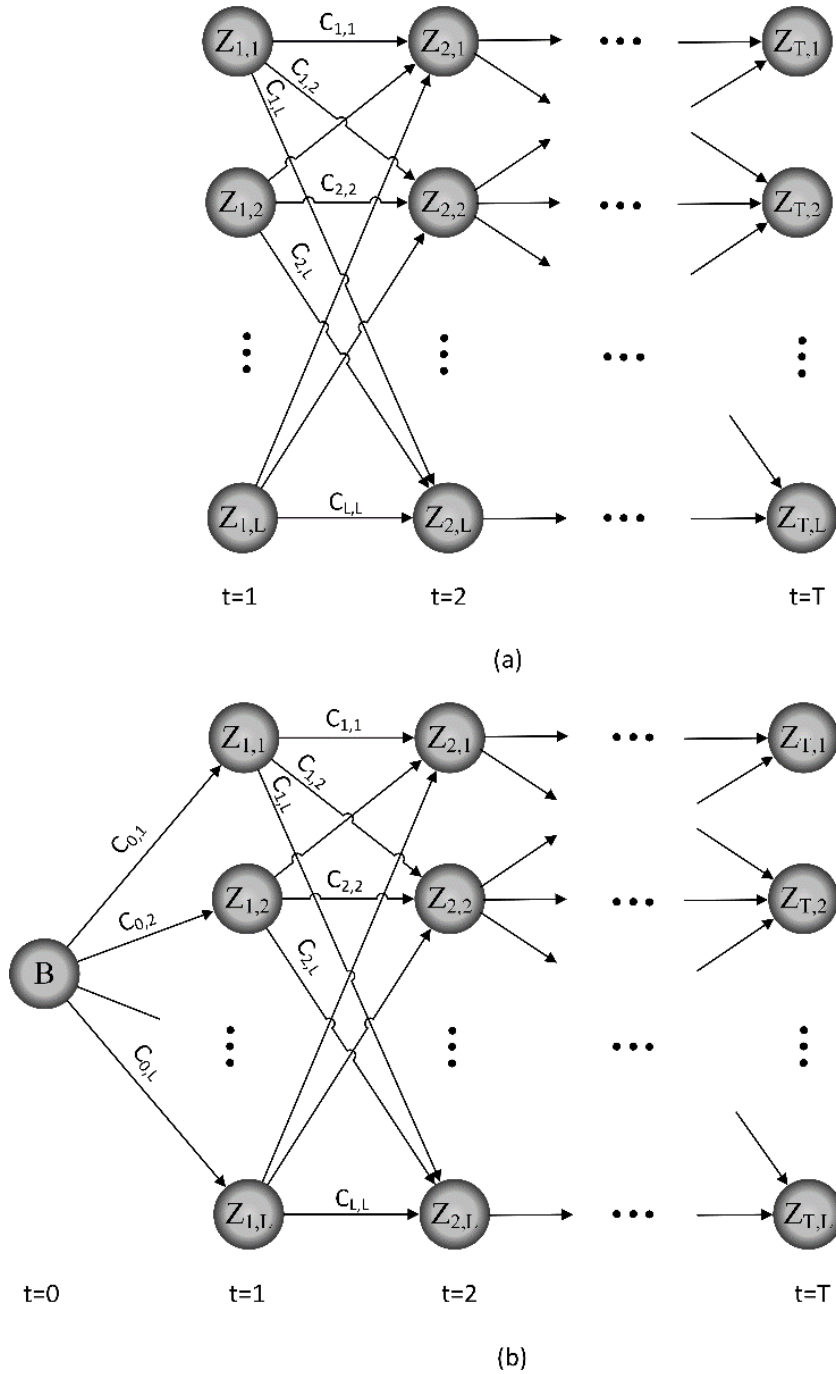 Z1,1 C1,1 Z2,1 ZT,1
C1,2
C1,L
Z1,2 C2,2 Z2,2 ZT,2
C2,L
Z1,L CL,L Z2,L ZT,L
t=1 t=2 t=T
(a)
Z1,1 C1,1 Z2,1 ZT,1
C1,2
C1,L
C0,1
Z1,2 C2,2 Z2,2 ZT,2
C0,2
C2,L
B
C0,L
Z1,L CL,L Z2,L ZT,L
t=0 t=1 t=2 t=T
(b)